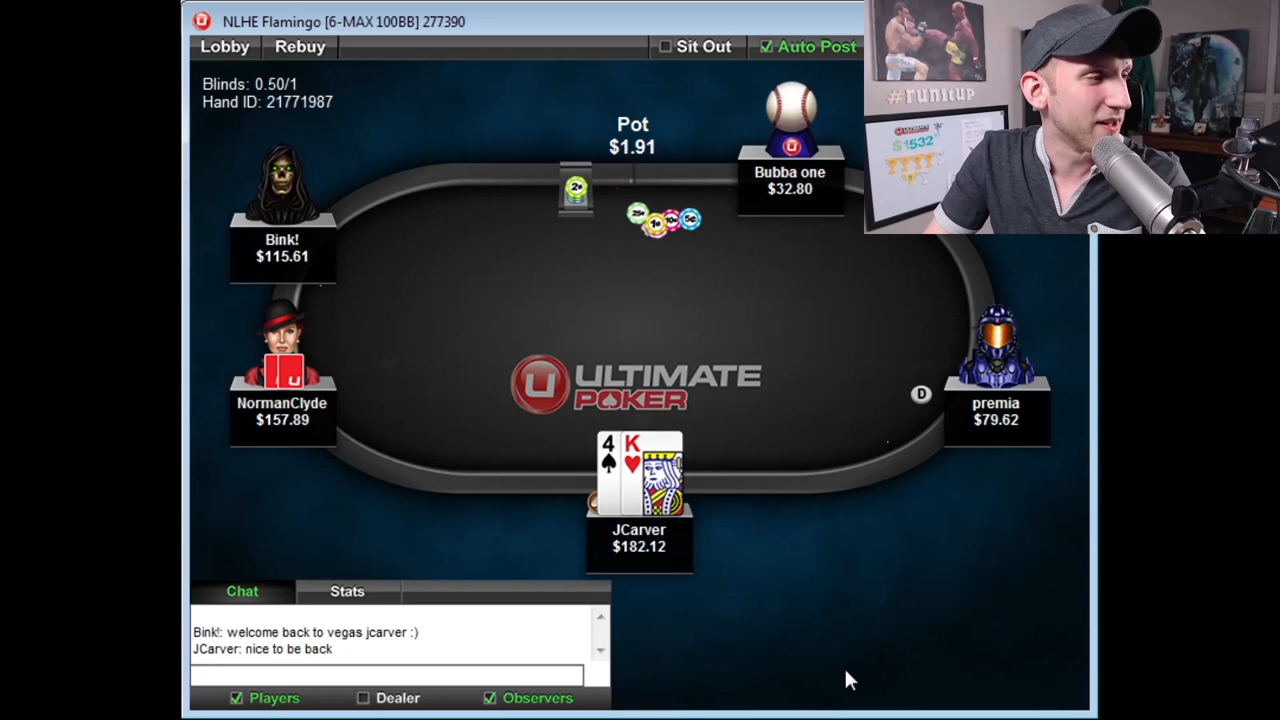 NLHE Flamingo [6-MAX 100BB] 277390
Lobby
Rebuy
Sit Out
Auto Post
#runitup
ULTIMATE
$1532
Blinds: 0.50/1
Hand ID: 21771987
Pot
$1.91
Bubba one
$32.80
Bink!
$115.61
NormanClyde
$157.89
D
premia
$79.62
ULTIMATE
POKER
4
K
JCarver
$182.12
Chat
Stats
Bink!: welcome back to vegas jcarver :)
JCarver: nice to be back
Players
Dealer
Observers